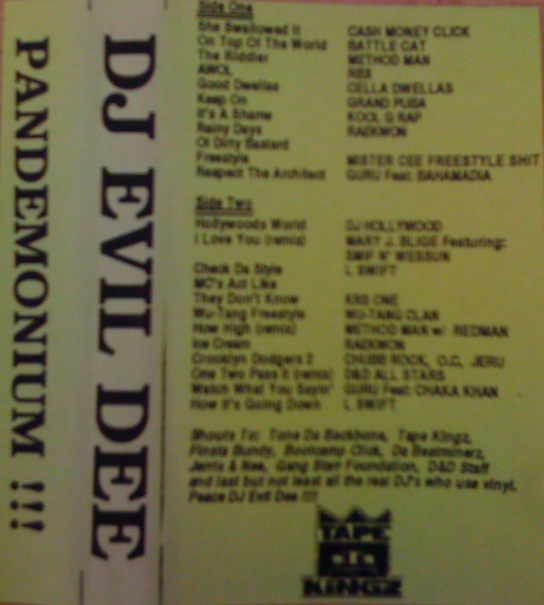 PANDEMONIUM !!!
DJ EVIL DEE
Side One
She Swallowed It CASH MONEY CLICK
On Top Of The World BATTLE CAT
The Riddler METHOD MAN
AWOL RBX
Good Dwellas CELLA DWELLAS
Keep On GRAND PUBA
It's A Shame KOOL G RAP
Rainy Days RAEKWON
Ol Dirty Bastard
Freestyle MISTER CEE FREESTYLE SHIT
Respect The Architect GURU Feat: BAHAMADIA
Side Two
Hollywoods World DJ HOLLYWOOD
I Love You (remix) MARY J. BLIGE Featuring:
SMIF N' WESSUN
Check Da Style L SWIFT
MC's Act Like
They Don't Know KRS ONE
Wu-Tang Freestyle WU-TANG CLAN
How High (remix) METHOD MAN w/ REDMAN
Ice Cream RAEKWON
Crooklyn Dodgers 2 CHUBB ROCK, O.C, JERU
One Two Pass It (remix) D&D ALL STARS
Watch What You Sayin' GURU Feat: CHAKA KHAN
How It's Going Down L SWIFT
Shouts To: Tone Da Backbone, Tape Kingz,
Finsta Bundy, Bootcamp Click, Da Beatminerz,
& Nee, Gang Starr Foundation, D&D Staff
and last but not least all the real DJ's who use vinyl.
Peace DJ Evil Dee !!!
TAPE
KINGZ